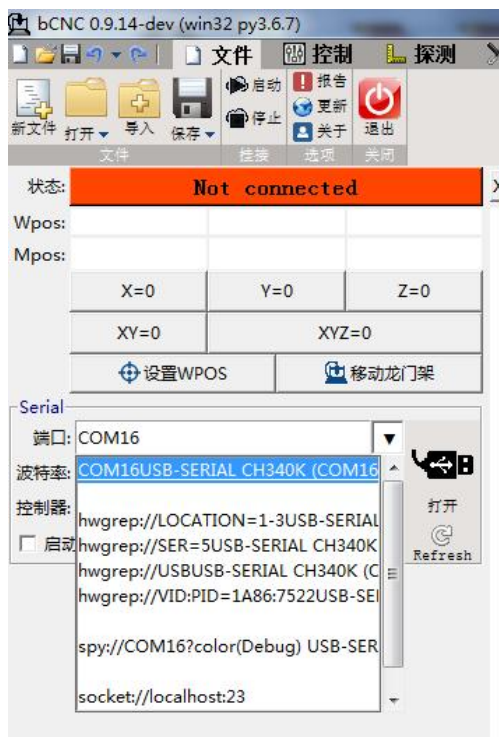 bCNC 0.9.14-dev (win32 py3.6.7)
文件 控制 探测
新文件 打开 导入 保存 启动 停止 报告 更新 关于 退出
文件 挂接 选项 关闭
状态: Not connected
Wpos:
Mpos:
X=0 Y=0 Z=0
XY=0 XYZ=0
设置WPOS 移动龙门架
Serial
端口: COM16
波特率: COM16USB-SERIAL CH340K (COM16
控制器:
hwgrep://LOCATION=1-3USB-SERIAL
打开
启动 hwgrep://SER=5USB-SERIAL CH340K
Refresh
hwgrep://USBUSB-SERIAL CH340K (C
hwgrep://VID:PID=1A86:7522USB-SE
spy://COM16?color(Debug) USB-SER
socket://localhost:23